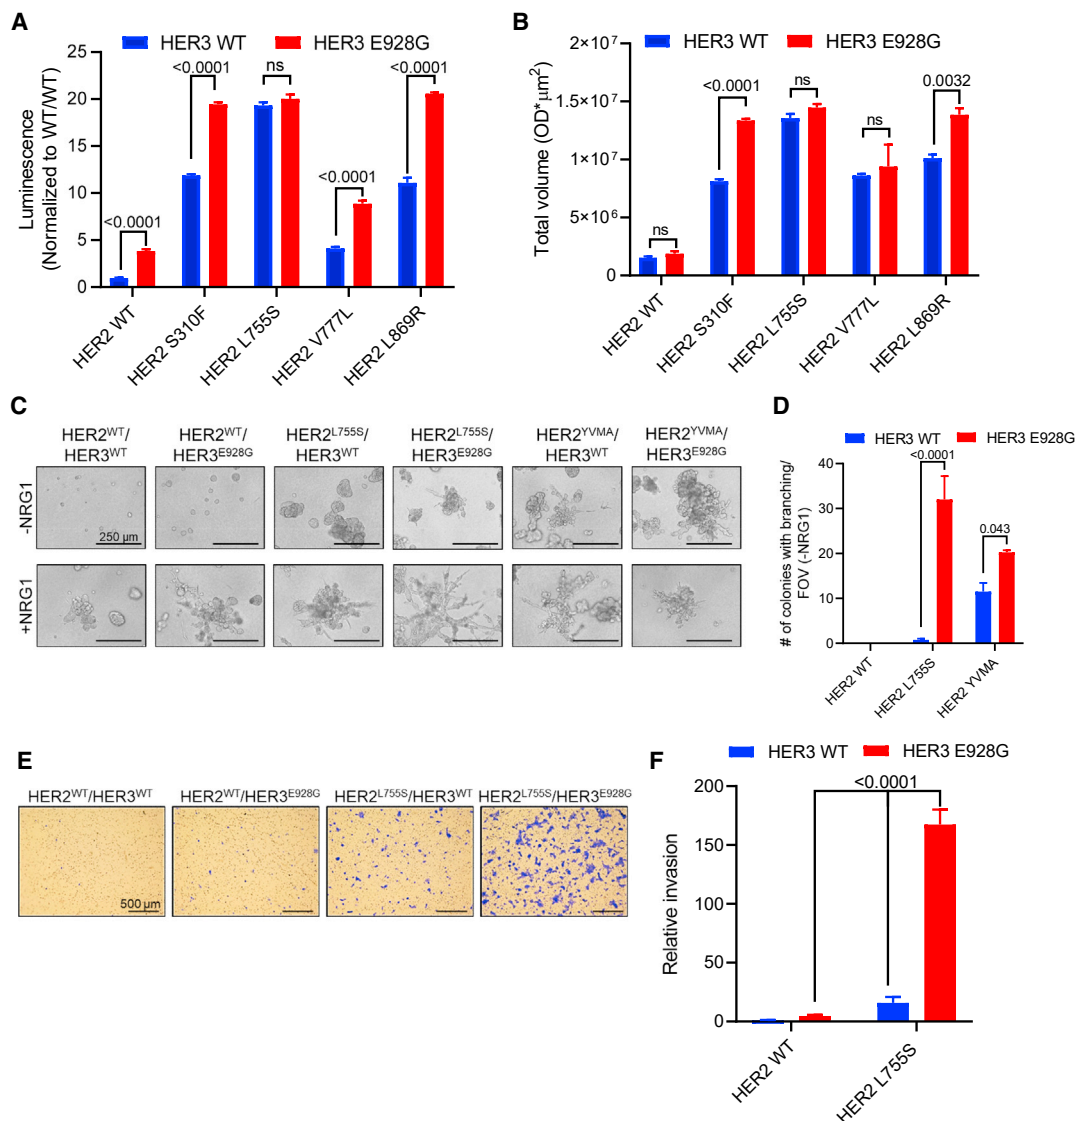 A
HER3 WT
HER3 E928G
Luminescence
(Normalized to WT/WT)
25
20
15
10
5
0
<0.0001
<0.0001
ns
<0.0001
<0.0001
HER2 WT
HER2 S310F
HER2 L755S
HER2 V777L
HER2 L869R
B
HER3 WT
HER3 E928G
Total volume (OD*µm²)
2×10⁷
1.5×10⁷
1×10⁷
5×10⁶
0
ns
<0.0001
ns
ns
0.0032
HER2 WT
HER2 S310F
HER2 L755S
HER2 V777L
HER2 L869R
C
HER2ᵂᵀ/
HER3ᵂᵀ
HER2ᵂᵀ/
HER3ᴱ⁹²⁸ᴳ
HER2ᴸ⁷⁵⁵ˢ/
HER3ᵂᵀ
HER2ᴸ⁷⁵⁵ˢ/
HER3ᴱ⁹²⁸ᴳ
HER2ʸⱽᴹᴬ/
HER3ᵂᵀ
HER2ʸⱽᴹᴬ/
HER3ᴱ⁹²⁸ᴳ
-NRG1
250 µm
+NRG1
D
HER3 WT
HER3 E928G
# of colonies with branching/
FOV (-NRG1)
40
30
20
10
0
<0.0001
0.043
HER2 WT
HER2 L755S
HER2 YVMA
E
HER2ᵂᵀ/HER3ᵂᵀ
HER2ᵂᵀ/HER3ᴱ⁹²⁸ᴳ
HER2ᴸ⁷⁵⁵ˢ/HER3ᵂᵀ
HER2ᴸ⁷⁵⁵ˢ/HER3ᴱ⁹²⁸ᴳ
500 µm
F
HER3 WT
HER3 E928G
Relative invasion
200
150
100
50
0
<0.0001
HER2 WT
HER2 L755S